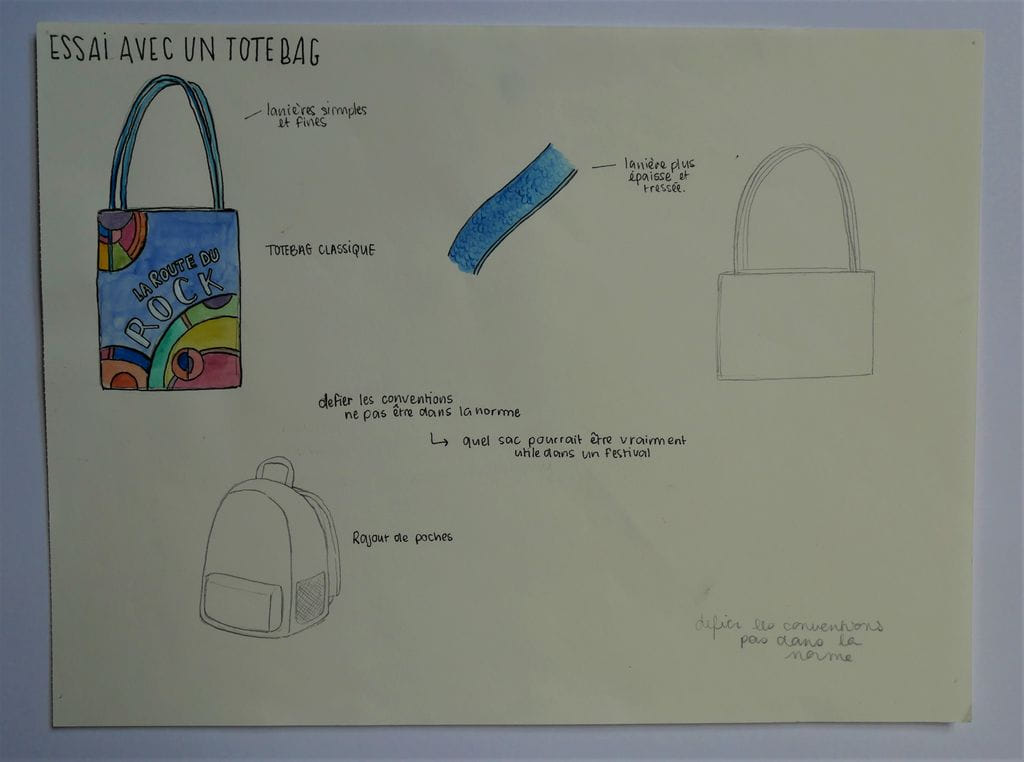 ESSAI AVEC UN TOTEBAG
lanières simples
et fines
lanière plus
épaisse et
tressée.
TOTEBAG CLASSIQUE
LA ROUTE DU
ROCK
defier les conventions
ne pas être dans la norme
↳ quel sac pourrait être vraiment
utile dans un festival
Rajout de poches
defier les conventions
pas dans la
norme